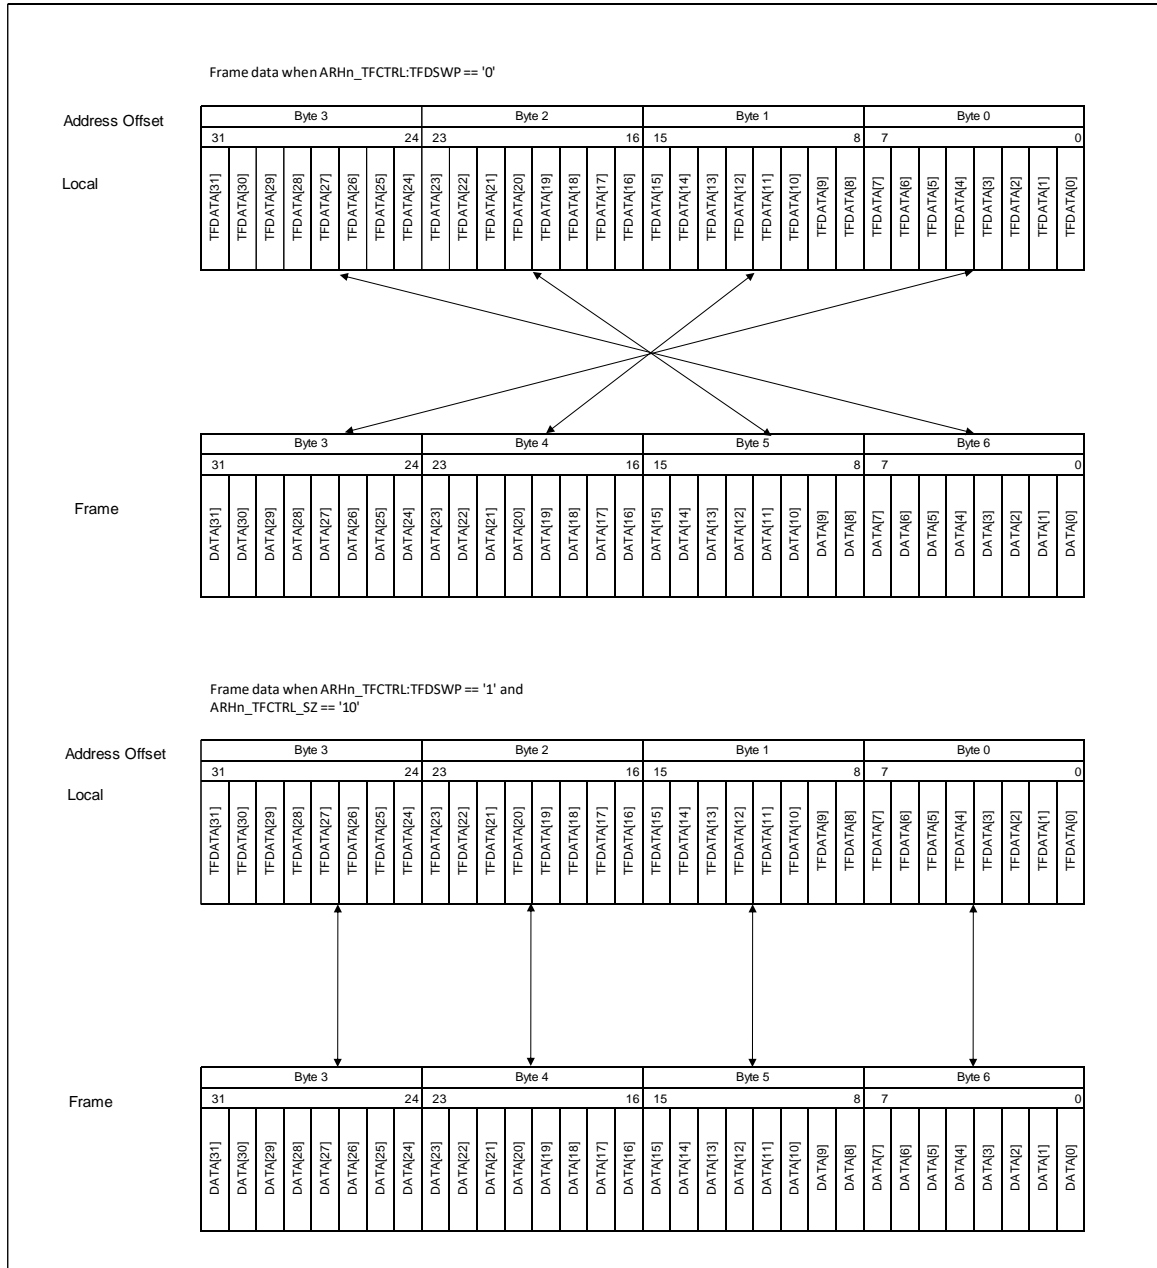 Frame data when ARHn_TFCTRL:TFDSWP == '0'
Address Offset Byte 3 Byte 2 Byte 1 Byte 0
31 24 23 16 15 8 7 0
Local TFDATA[31] TFDATA[30] TFDATA[29] TFDATA[28] TFDATA[27] TFDATA[26] TFDATA[25] TFDATA[24] TFDATA[23] TFDATA[22] TFDATA[21] TFDATA[20] TFDATA[19] TFDATA[18] TFDATA[17] TFDATA[16] TFDATA[15] TFDATA[14] TFDATA[13] TFDATA[12] TFDATA[11] TFDATA[10] TFDATA[9] TFDATA[8] TFDATA[7] TFDATA[6] TFDATA[5] TFDATA[4] TFDATA[3] TFDATA[2] TFDATA[1] TFDATA[0]
Byte 3 Byte 4 Byte 5 Byte 6
31 24 23 16 15 8 7 0
Frame DATA[31] DATA[30] DATA[29] DATA[28] DATA[27] DATA[26] DATA[25] DATA[24] DATA[23] DATA[22] DATA[21] DATA[20] DATA[19] DATA[18] DATA[17] DATA[16] DATA[15] DATA[14] DATA[13] DATA[12] DATA[11] DATA[10] DATA[9] DATA[8] DATA[7] DATA[6] DATA[5] DATA[4] DATA[3] DATA[2] DATA[1] DATA[0]
Frame data when ARHn_TFCTRL:TFDSWP == '1' and
ARHn_TFCTRL_SZ == '10'
Address Offset Byte 3 Byte 2 Byte 1 Byte 0
31 24 23 16 15 8 7 0
Local TFDATA[31] TFDATA[30] TFDATA[29] TFDATA[28] TFDATA[27] TFDATA[26] TFDATA[25] TFDATA[24] TFDATA[23] TFDATA[22] TFDATA[21] TFDATA[20] TFDATA[19] TFDATA[18] TFDATA[17] TFDATA[16] TFDATA[15] TFDATA[14] TFDATA[13] TFDATA[12] TFDATA[11] TFDATA[10] TFDATA[9] TFDATA[8] TFDATA[7] TFDATA[6] TFDATA[5] TFDATA[4] TFDATA[3] TFDATA[2] TFDATA[1] TFDATA[0]
Byte 3 Byte 4 Byte 5 Byte 6
31 24 23 16 15 8 7 0
Frame DATA[31] DATA[30] DATA[29] DATA[28] DATA[27] DATA[26] DATA[25] DATA[24] DATA[23] DATA[22] DATA[21] DATA[20] DATA[19] DATA[18] DATA[17] DATA[16] DATA[15] DATA[14] DATA[13] DATA[12] DATA[11] DATA[10] DATA[9] DATA[8] DATA[7] DATA[6] DATA[5] DATA[4] DATA[3] DATA[2] DATA[1] DATA[0]